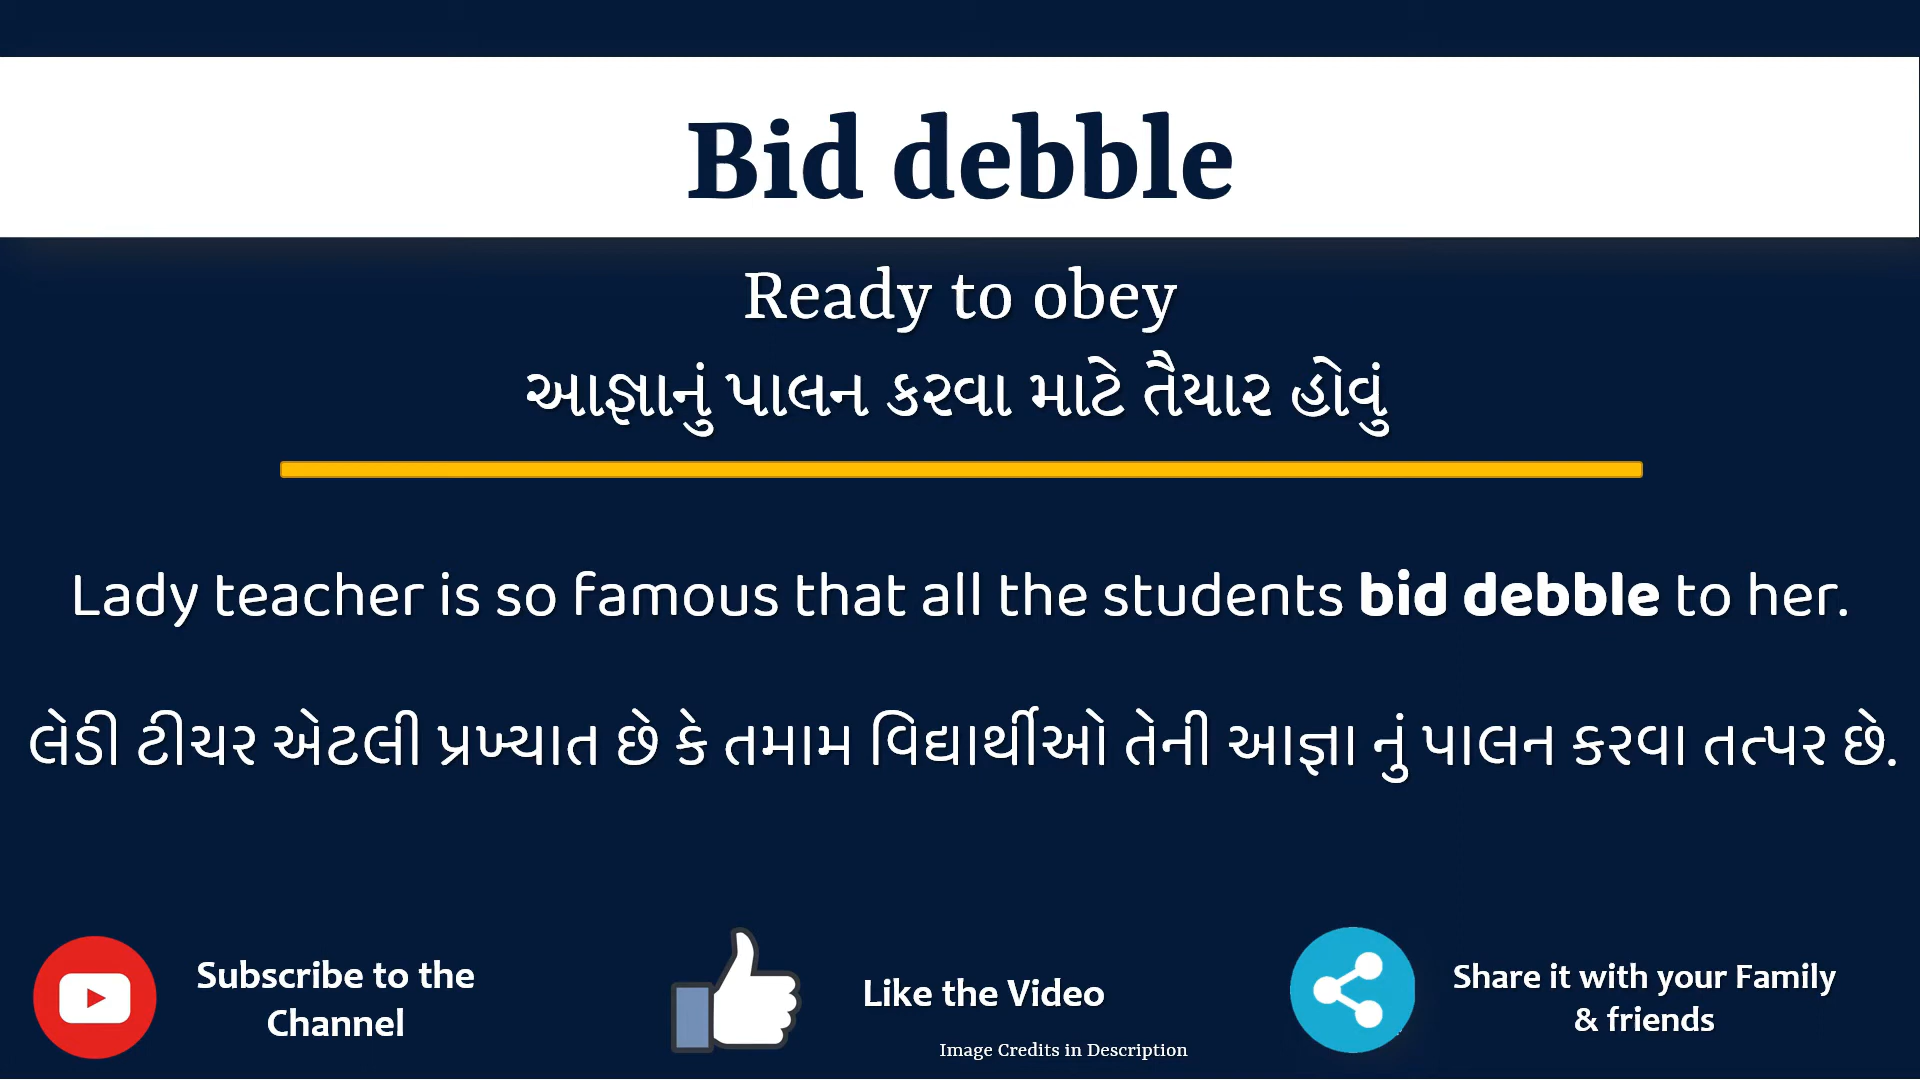 Bid debble
Ready to obey
આજ્ઞાનું પાલન કરવા માટે તૈયાર હોવું
Lady teacher is so famous that all the students bid debble to her.
લેડી ટીચર એટલી પ્રખ્યાત છે કે તમામ વિદ્યાર્થીઓ તેની આજ્ઞા નું પાલન કરવા તત્પર છે.
Subscribe to the
Channel
Like the Video
Share it with your Family
& friends
Image Credits in Description